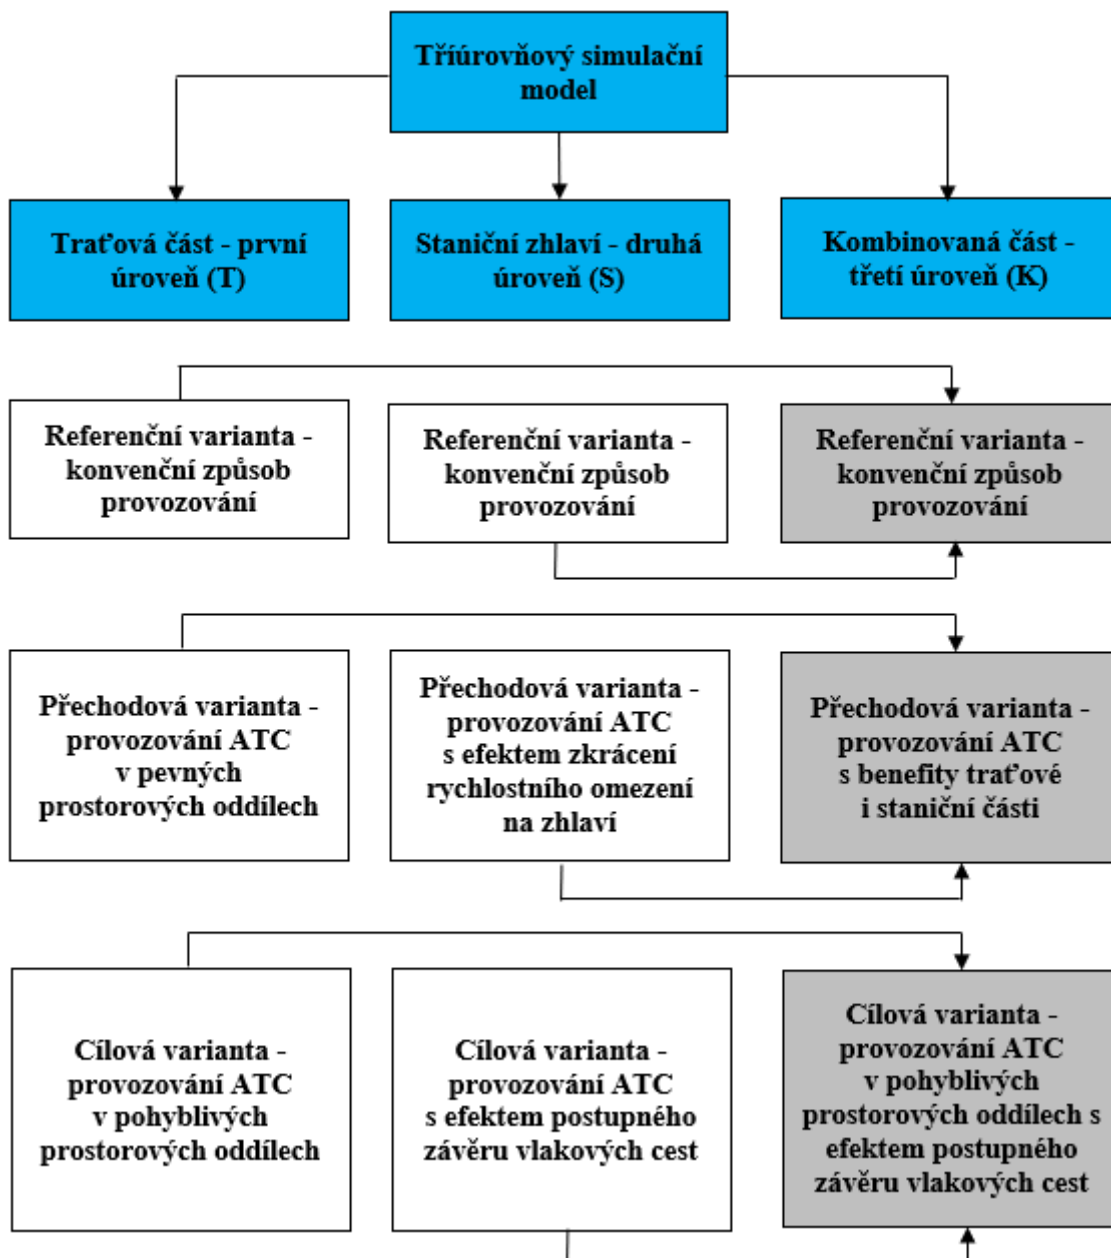 Tříúrovňový simulační
model
Traťová část - první
úroveň (T)
Staniční zhlaví - druhá
úroveň (S)
Kombinovaná část -
třetí úroveň (K)
Referenční varianta -
konvenční způsob
provozování
Referenční varianta -
konvenční způsob
provozování
Referenční varianta -
konvenční způsob
provozování
Přechodová varianta -
provozování ATC
v pevných
prostorových oddílech
Přechodová varianta -
provozování ATC
s efektem zkrácení
rychlostního omezení
na zhlaví
Přechodová varianta -
provozování ATC
s benefity traťové
i staniční části
Cílová varianta -
provozování ATC
v pohyblivých
prostorových oddílech
Cílová varianta -
provozování ATC
s efektem postupného
závěru vlakových cest
Cílová varianta -
provozování ATC
v pohyblivých
prostorových oddílech s
efektem postupného
závěru vlakových cest